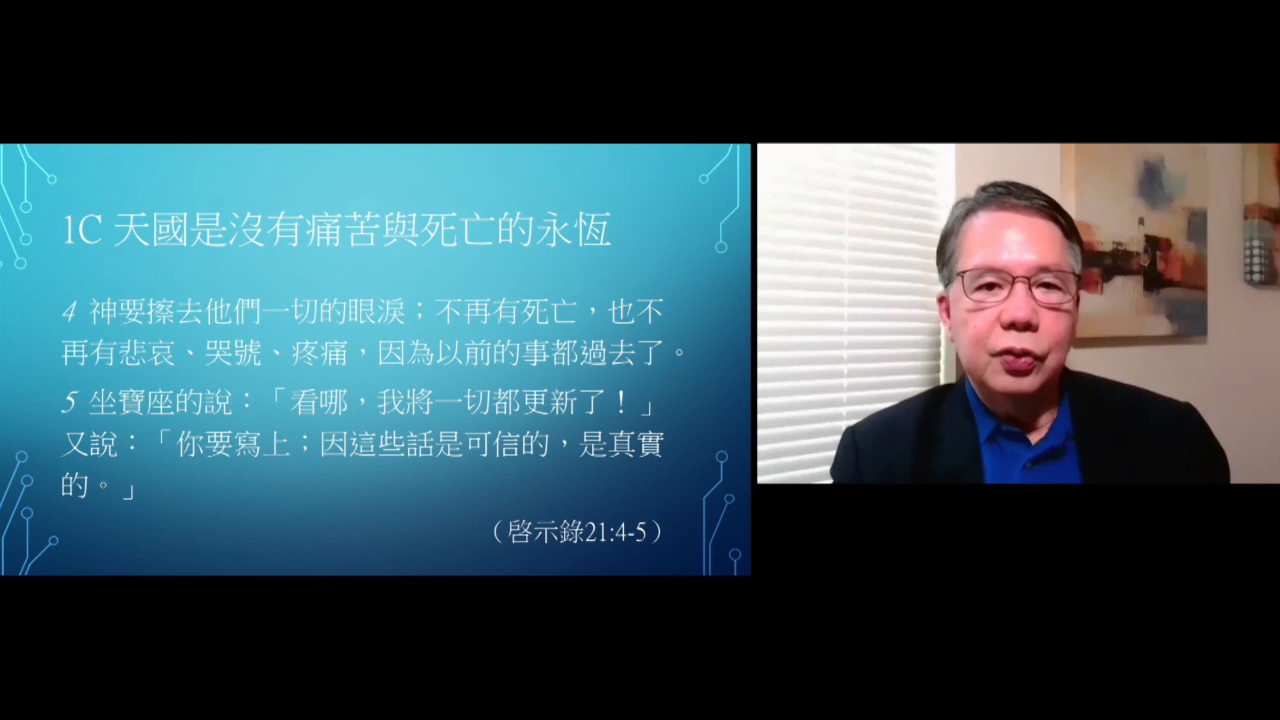 1C 天國是沒有痛苦與死亡的永恆
4 神要擦去他們一切的眼淚；不再有死亡，也不
再有悲哀、哭號、疼痛，因為以前的事都過去了。
5 坐寶座的說：「看哪，我將一切都更新了！」
又說：「你要寫上；因這些話是可信的，是真實
的。」
（啓示錄21:4-5）